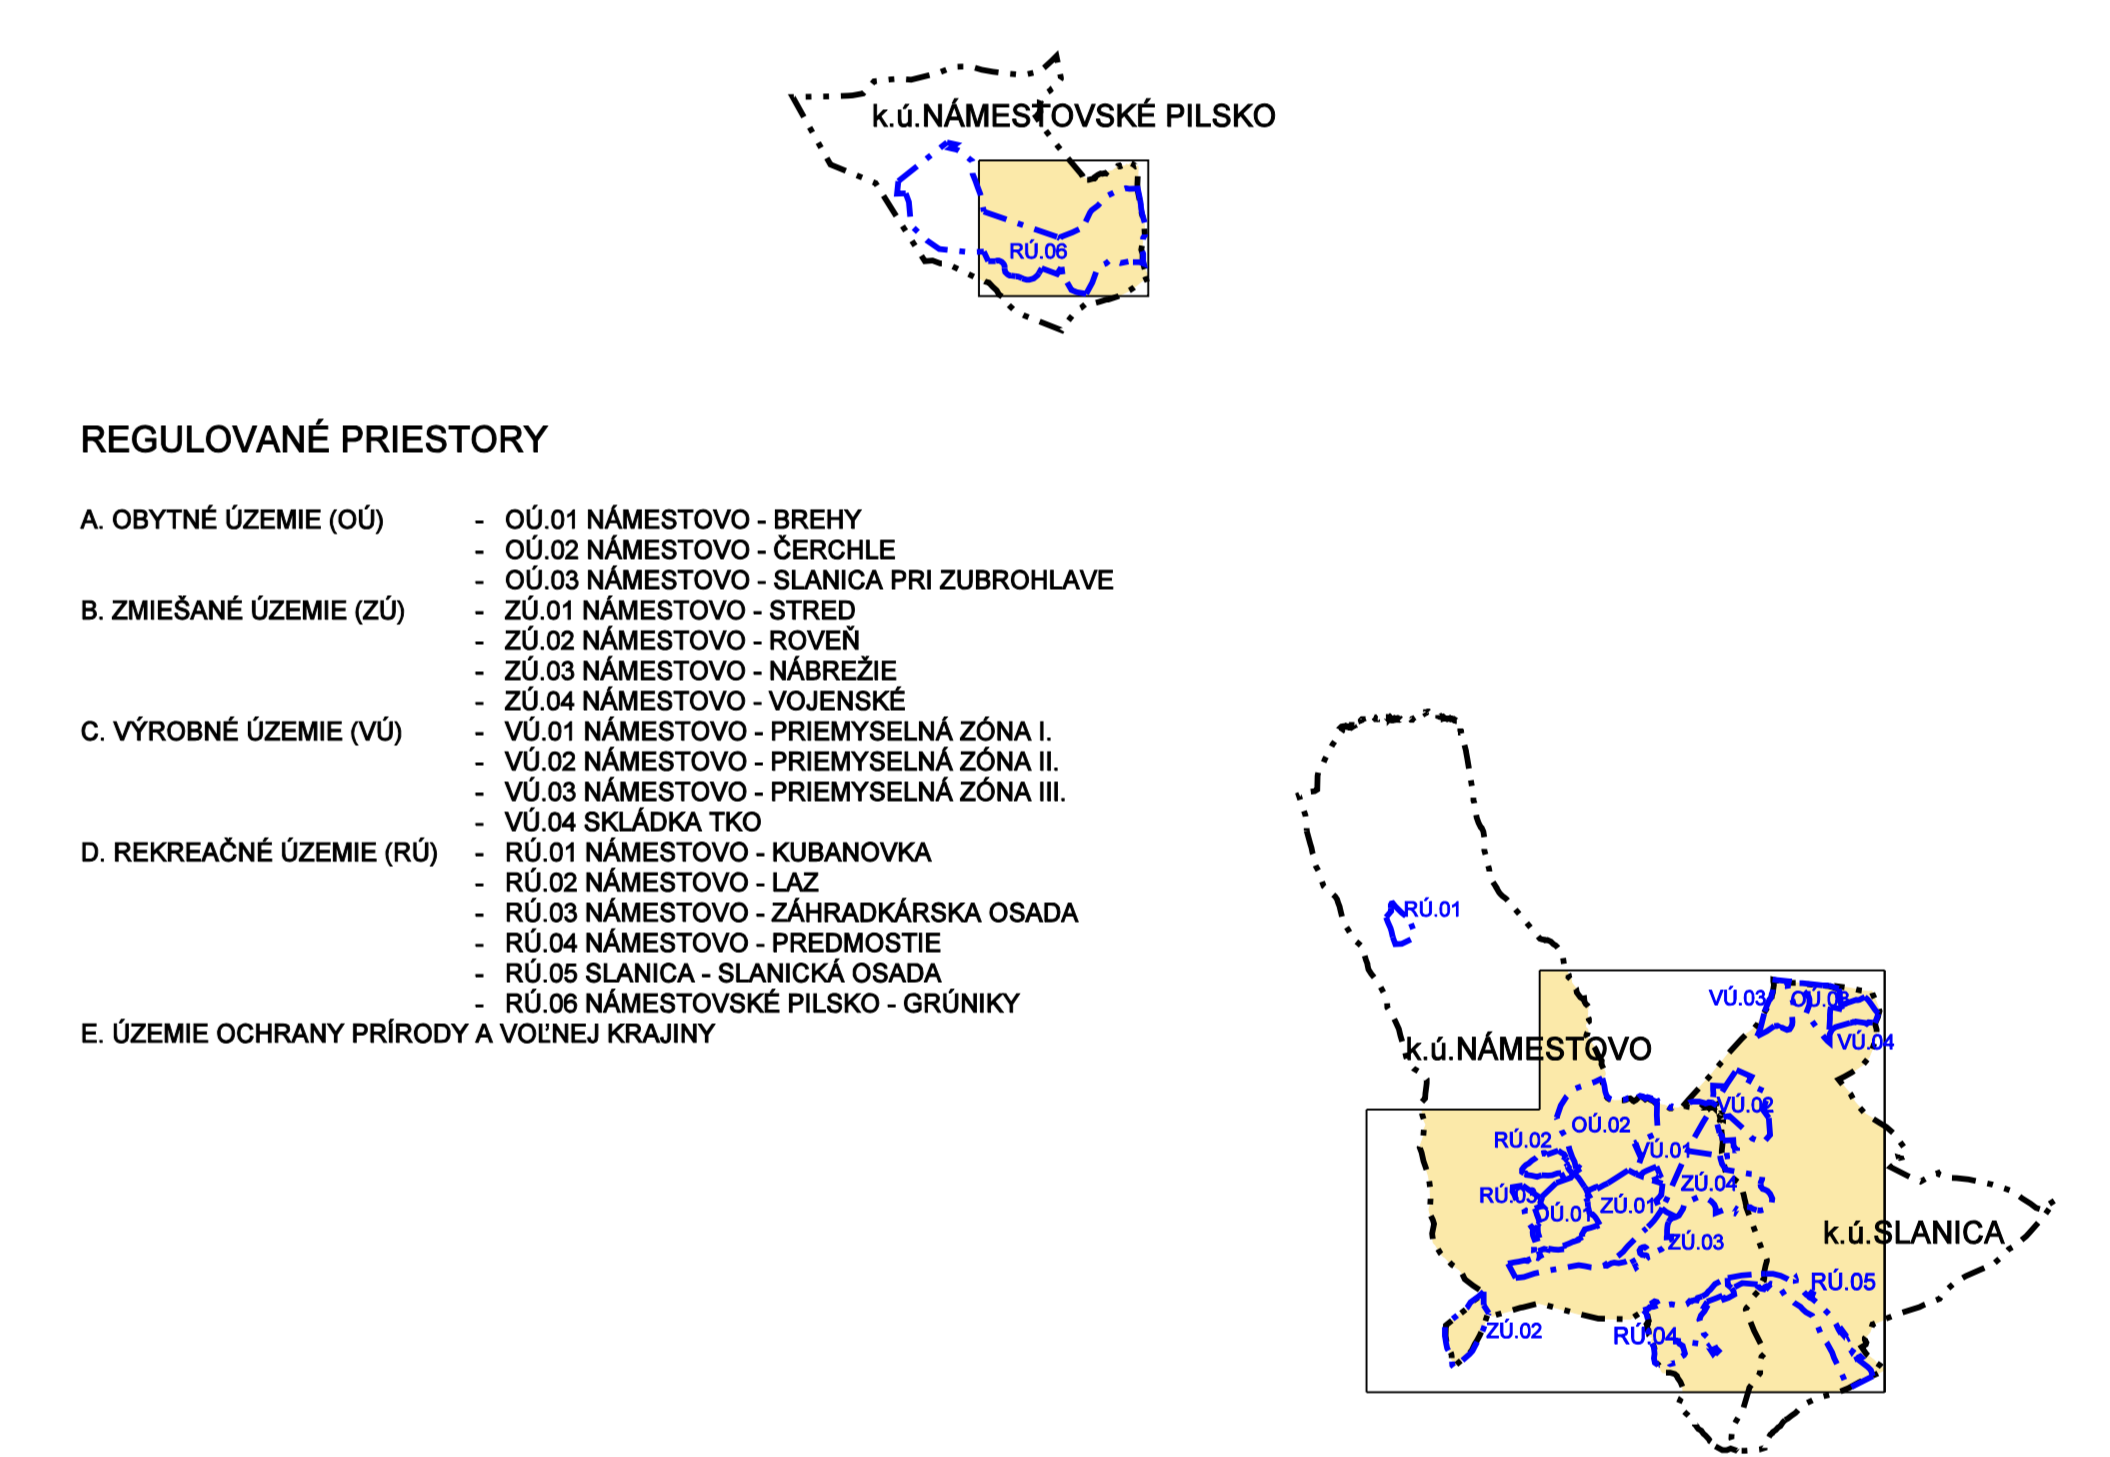 k.ú.NÁMESTOVSKÉ PILSKO
RÚ.06
REGULOVANÉ PRIESTORY
A. OBYTNÉ ÚZEMIE (OÚ) - OÚ.01 NÁMESTOVO - BREHY
- OÚ.02 NÁMESTOVO - ČERCHLE
- OÚ.03 NÁMESTOVO - SLANICA PRI ZUBROHLAVE
B. ZMIEŠANÉ ÚZEMIE (ZÚ) - ZÚ.01 NÁMESTOVO - STRED
- ZÚ.02 NÁMESTOVO - ROVEŇ
- ZÚ.03 NÁMESTOVO - NÁBREŽIE
- ZÚ.04 NÁMESTOVO - VOJENSKÉ
C. VÝROBNÉ ÚZEMIE (VÚ) - VÚ.01 NÁMESTOVO - PRIEMYSELNÁ ZÓNA I.
- VÚ.02 NÁMESTOVO - PRIEMYSELNÁ ZÓNA II.
- VÚ.03 NÁMESTOVO - PRIEMYSELNÁ ZÓNA III.
- VÚ.04 SKLÁDKA TKO
D. REKREAČNÉ ÚZEMIE (RÚ) - RÚ.01 NÁMESTOVO - KUBANOVKA
- RÚ.02 NÁMESTOVO - LAZ
- RÚ.03 NÁMESTOVO - ZÁHRADKÁRSKA OSADA
- RÚ.04 NÁMESTOVO - PREDMOSTIE
- RÚ.05 SLANICA - SLANICKÁ OSADA
- RÚ.06 NÁMESTOVSKÉ PILSKO - GRÚNIKY
E. ÚZEMIE OCHRANY PRÍRODY A VOĽNEJ KRAJINY
RÚ.01
VÚ.03 OÚ.03
VÚ.04
k.ú.NÁMESTOVO
VÚ.02
OÚ.02
RÚ.02
VÚ.01
ZÚ.04
RÚ.03
ZÚ.01
OÚ.01
k.ú.SLANICA
ZÚ.03
RÚ.05
ZÚ.02
RÚ.04